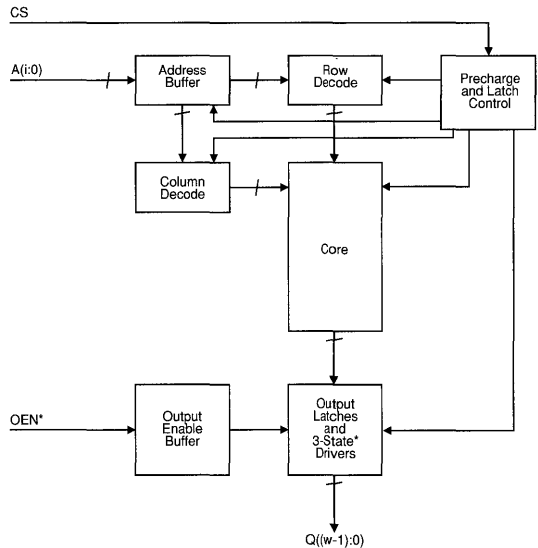 CS
A(i:0)
Address
Buffer
Row
Decode
Precharge
and Latch
Control
Column
Decode
Core
OEN*
Output
Enable
Buffer
Output
Latches
and
3-State*
Drivers
Q((w-1):0)